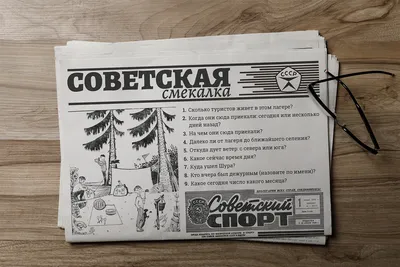 СОВЕТСКАЯ
смекалка
СССР
1. Сколько туристов живет в этом лагере?
2. Когда они сюда приехали: сегодня или несколько
дней назад?
3. На чем они сюда приехали?
4. Далеко ли от лагеря до ближайшего селения?
5. Откуда дует ветер: с севера или юга?
6. Какое сейчас время дня?
7. Куда ушел Шура?
8. Кто вчера был дежурным (назовите по имени)?
9. Какое сегодня число какого месяца?
Советский
СПОРТ
1